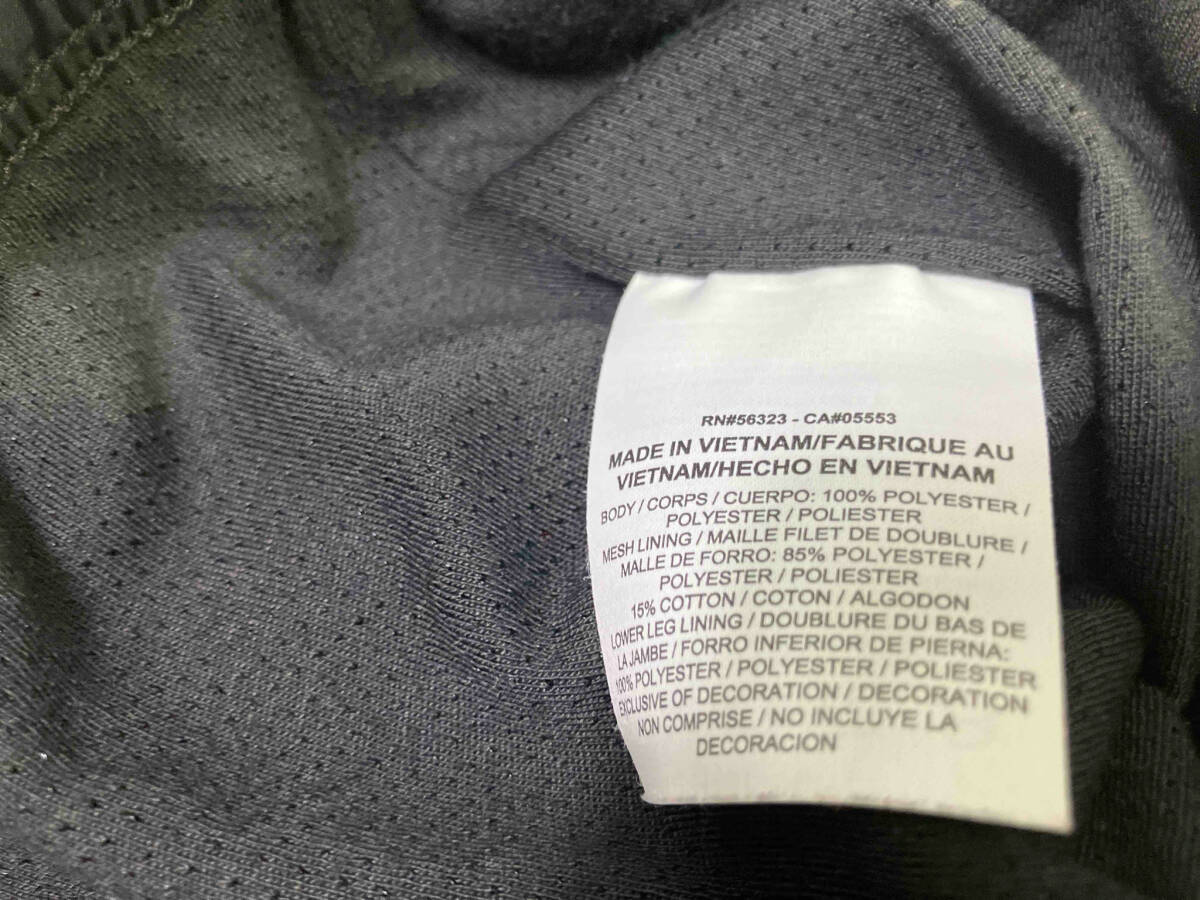 RN#56323 - CA#05553
MADE IN VIETNAM/FABRIQUE AU
VIETNAM/HECHO EN VIETNAM
BODY / CORPS / CUERPO: 100% POLYESTER /
POLYESTER / POLIESTER
MESH LINING / MAILLE FILET DE DOUBLURE /
MALLE DE FORRO: 85% POLYESTER /
POLYESTER / POLIESTER
15% COTTON / COTON / ALGODON
LOWER LEG LINING / DOUBLURE DU BAS DE
LA JAMBE / FORRO INFERIOR DE PIERNA:
100% POLYESTER / POLYESTER / POLIESTER
EXCLUSIVE OF DECORATION / DECORATION
NON COMPRISE / NO INCLUYE LA
DECORACION